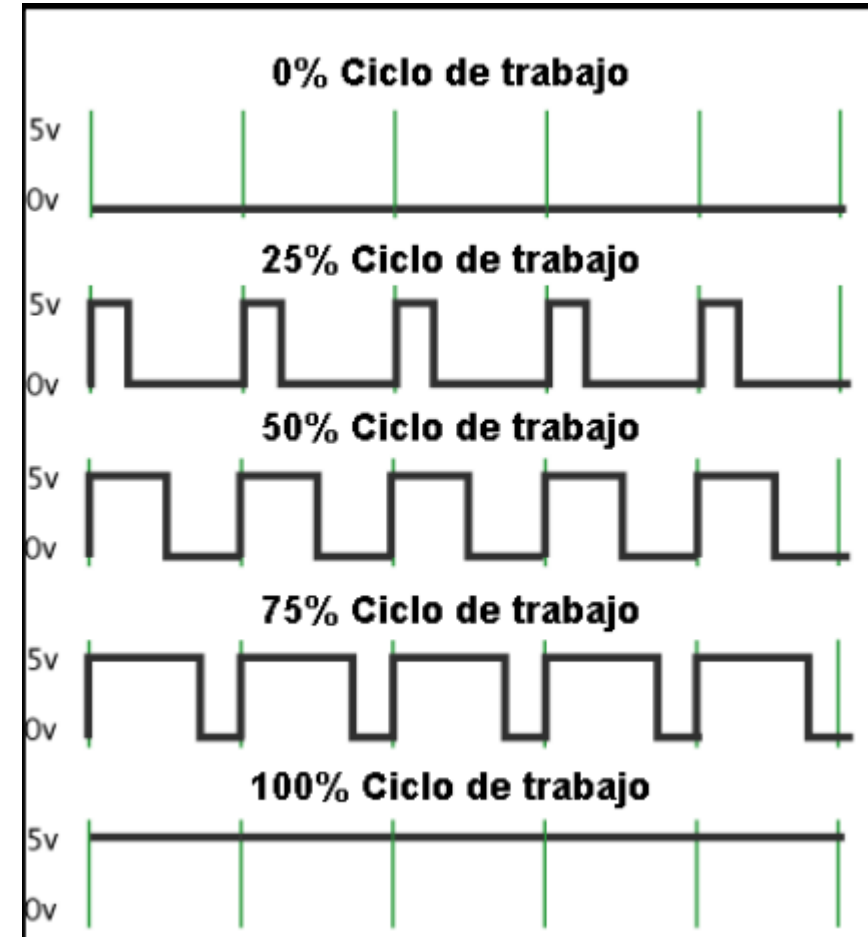 0% Ciclo de trabajo
5v
0v
25% Ciclo de trabajo
5v
0v
50% Ciclo de trabajo
5v
0v
75% Ciclo de trabajo
5v
0v
100% Ciclo de trabajo
5v
0v